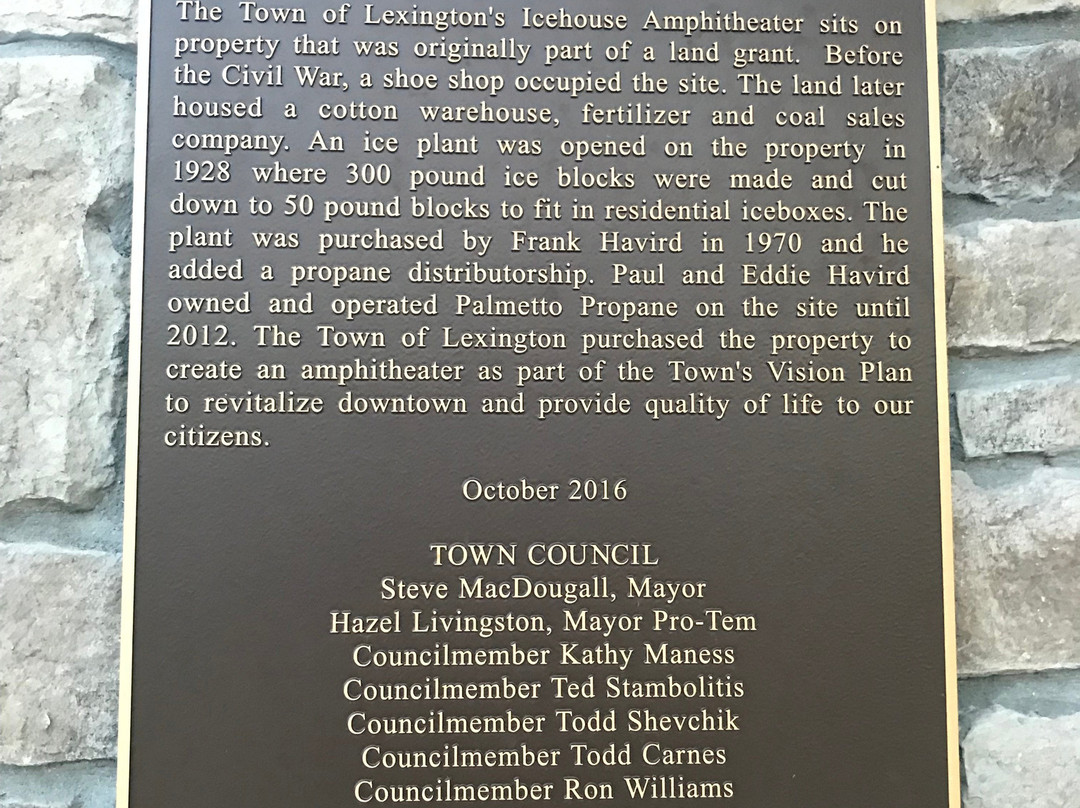 The Town of Lexington's Icehouse Amphitheater sits on
property that was originally part of a land grant. Before
the Civil War, a shoe shop occupied the site. The land later
housed a cotton warehouse, fertilizer and coal sales
company. An ice plant was opened on the property in
1928 where 300 pound ice blocks were made and cut
down to 50 pound blocks to fit in residential iceboxes. The
plant was purchased by Frank Havird in 1970 and he
added a propane distributorship. Paul and Eddie Havird
owned and operated Palmetto Propane on the site until
2012. The Town of Lexington purchased the property to
create an amphitheater as part of the Town's Vision Plan
to revitalize downtown and provide quality of life to our
citizens.
October 2016
TOWN COUNCIL
Steve MacDougall, Mayor
Hazel Livingston, Mayor Pro-Tem
Councilmember Kathy Maness
Councilmember Ted Stambolitis
Councilmember Todd Shevchik
Councilmember Todd Carnes
Councilmember Ron Williams